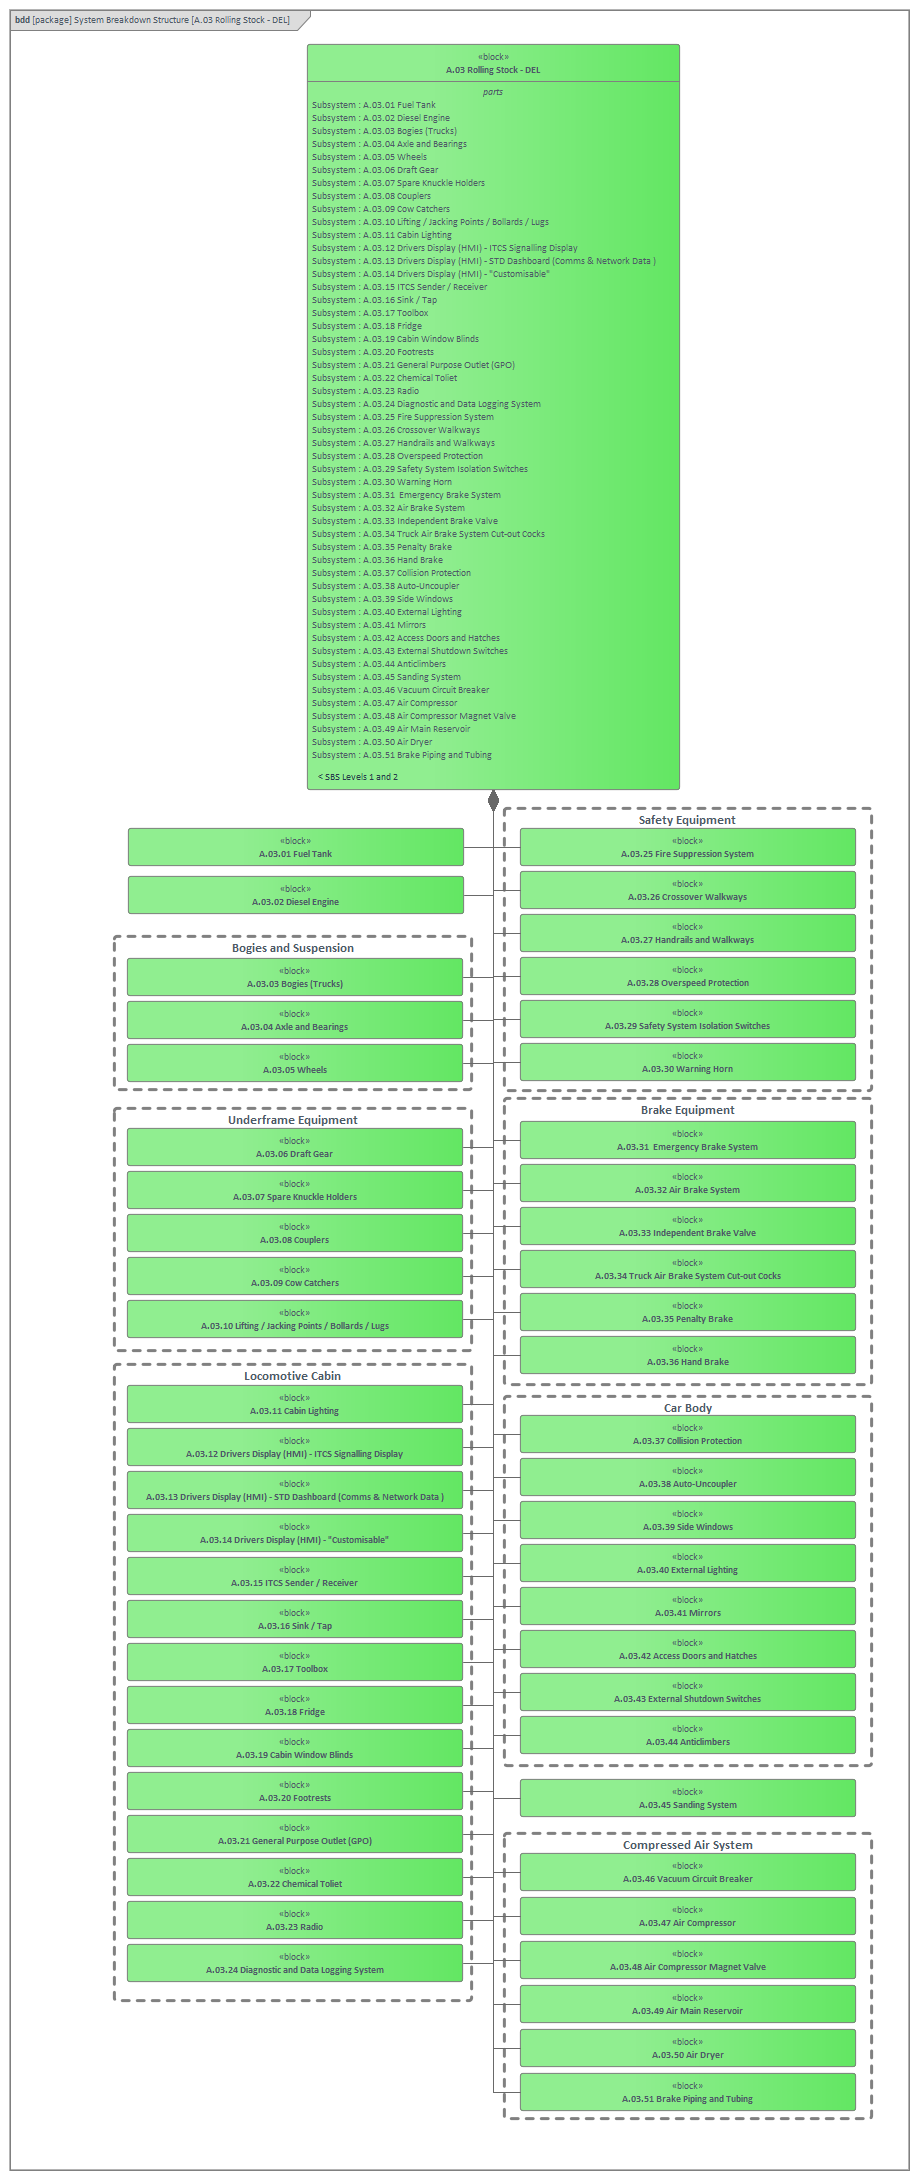 bdd [package] System Breakdown Structure [A.03 Rolling Stock - DEL]
«block»
A.03 Rolling Stock - DEL
parts
Subsystem : A.03.01 Fuel Tank
Subsystem : A.03.02 Diesel Engine
Subsystem : A.03.03 Bogies (Trucks)
Subsystem : A.03.04 Axle and Bearings
Subsystem : A.03.05 Wheels
Subsystem : A.03.06 Draft Gear
Subsystem : A.03.07 Spare Knuckle Holders
Subsystem : A.03.08 Couplers
Subsystem : A.03.09 Cow Catchers
Subsystem : A.03.10 Lifting / Jacking Points / Bollards / Lugs
Subsystem : A.03.11 Cabin Lighting
Subsystem : A.03.12 Drivers Display (HMI) - ITCS Signalling Display
Subsystem : A.03.13 Drivers Display (HMI) - STD Dashboard (Comms & Network Data )
Subsystem : A.03.14 Drivers Display (HMI) - "Customisable"
Subsystem : A.03.15 ITCS Sender / Receiver
Subsystem : A.03.16 Sink / Tap
Subsystem : A.03.17 Toolbox
Subsystem : A.03.18 Fridge
Subsystem : A.03.19 Cabin Window Blinds
Subsystem : A.03.20 Footrests
Subsystem : A.03.21 General Purpose Outlet (GPO)
Subsystem : A.03.22 Chemical Toliet
Subsystem : A.03.23 Radio
Subsystem : A.03.24 Diagnostic and Data Logging System
Subsystem : A.03.25 Fire Suppression System
Subsystem : A.03.26 Crossover Walkways
Subsystem : A.03.27 Handrails and Walkways
Subsystem : A.03.28 Overspeed Protection
Subsystem : A.03.29 Safety System Isolation Switches
Subsystem : A.03.30 Warning Horn
Subsystem : A.03.31  Emergency Brake System
Subsystem : A.03.32 Air Brake System
Subsystem : A.03.33 Independent Brake Valve
Subsystem : A.03.34 Truck Air Brake System Cut-out Cocks
Subsystem : A.03.35 Penalty Brake
Subsystem : A.03.36 Hand Brake
Subsystem : A.03.37 Collision Protection
Subsystem : A.03.38 Auto-Uncoupler
Subsystem : A.03.39 Side Windows
Subsystem : A.03.40 External Lighting
Subsystem : A.03.41 Mirrors
Subsystem : A.03.42 Access Doors and Hatches
Subsystem : A.03.43 External Shutdown Switches
Subsystem : A.03.44 Anticlimbers
Subsystem : A.03.45 Sanding System
Subsystem : A.03.46 Vacuum Circuit Breaker
Subsystem : A.03.47 Air Compressor
Subsystem : A.03.48 Air Compressor Magnet Valve
Subsystem : A.03.49 Air Main Reservoir
Subsystem : A.03.50 Air Dryer
Subsystem : A.03.51 Brake Piping and Tubing
< SBS Levels 1 and 2
«block»
A.03.01 Fuel Tank
«block»
A.03.02 Diesel Engine
Bogies and Suspension
«block»
A.03.03 Bogies (Trucks)
«block»
A.03.04 Axle and Bearings
«block»
A.03.05 Wheels
Underframe Equipment
«block»
A.03.06 Draft Gear
«block»
A.03.07 Spare Knuckle Holders
«block»
A.03.08 Couplers
«block»
A.03.09 Cow Catchers
«block»
A.03.10 Lifting / Jacking Points / Bollards / Lugs
Locomotive Cabin
«block»
A.03.11 Cabin Lighting
«block»
A.03.12 Drivers Display (HMI) - ITCS Signalling Display
«block»
A.03.13 Drivers Display (HMI) - STD Dashboard (Comms & Network Data )
«block»
A.03.14 Drivers Display (HMI) - "Customisable"
«block»
A.03.15 ITCS Sender / Receiver
«block»
A.03.16 Sink / Tap
«block»
A.03.17 Toolbox
«block»
A.03.18 Fridge
«block»
A.03.19 Cabin Window Blinds
«block»
A.03.20 Footrests
«block»
A.03.21 General Purpose Outlet (GPO)
«block»
A.03.22 Chemical Toliet
«block»
A.03.23 Radio
«block»
A.03.24 Diagnostic and Data Logging System
Safety Equipment
«block»
A.03.25 Fire Suppression System
«block»
A.03.26 Crossover Walkways
«block»
A.03.27 Handrails and Walkways
«block»
A.03.28 Overspeed Protection
«block»
A.03.29 Safety System Isolation Switches
«block»
A.03.30 Warning Horn
Brake Equipment
«block»
A.03.31  Emergency Brake System
«block»
A.03.32 Air Brake System
«block»
A.03.33 Independent Brake Valve
«block»
A.03.34 Truck Air Brake System Cut-out Cocks
«block»
A.03.35 Penalty Brake
«block»
A.03.36 Hand Brake
Car Body
«block»
A.03.37 Collision Protection
«block»
A.03.38 Auto-Uncoupler
«block»
A.03.39 Side Windows
«block»
A.03.40 External Lighting
«block»
A.03.41 Mirrors
«block»
A.03.42 Access Doors and Hatches
«block»
A.03.43 External Shutdown Switches
«block»
A.03.44 Anticlimbers
«block»
A.03.45 Sanding System
Compressed Air System
«block»
A.03.46 Vacuum Circuit Breaker
«block»
A.03.47 Air Compressor
«block»
A.03.48 Air Compressor Magnet Valve
«block»
A.03.49 Air Main Reservoir
«block»
A.03.50 Air Dryer
«block»
A.03.51 Brake Piping and Tubing